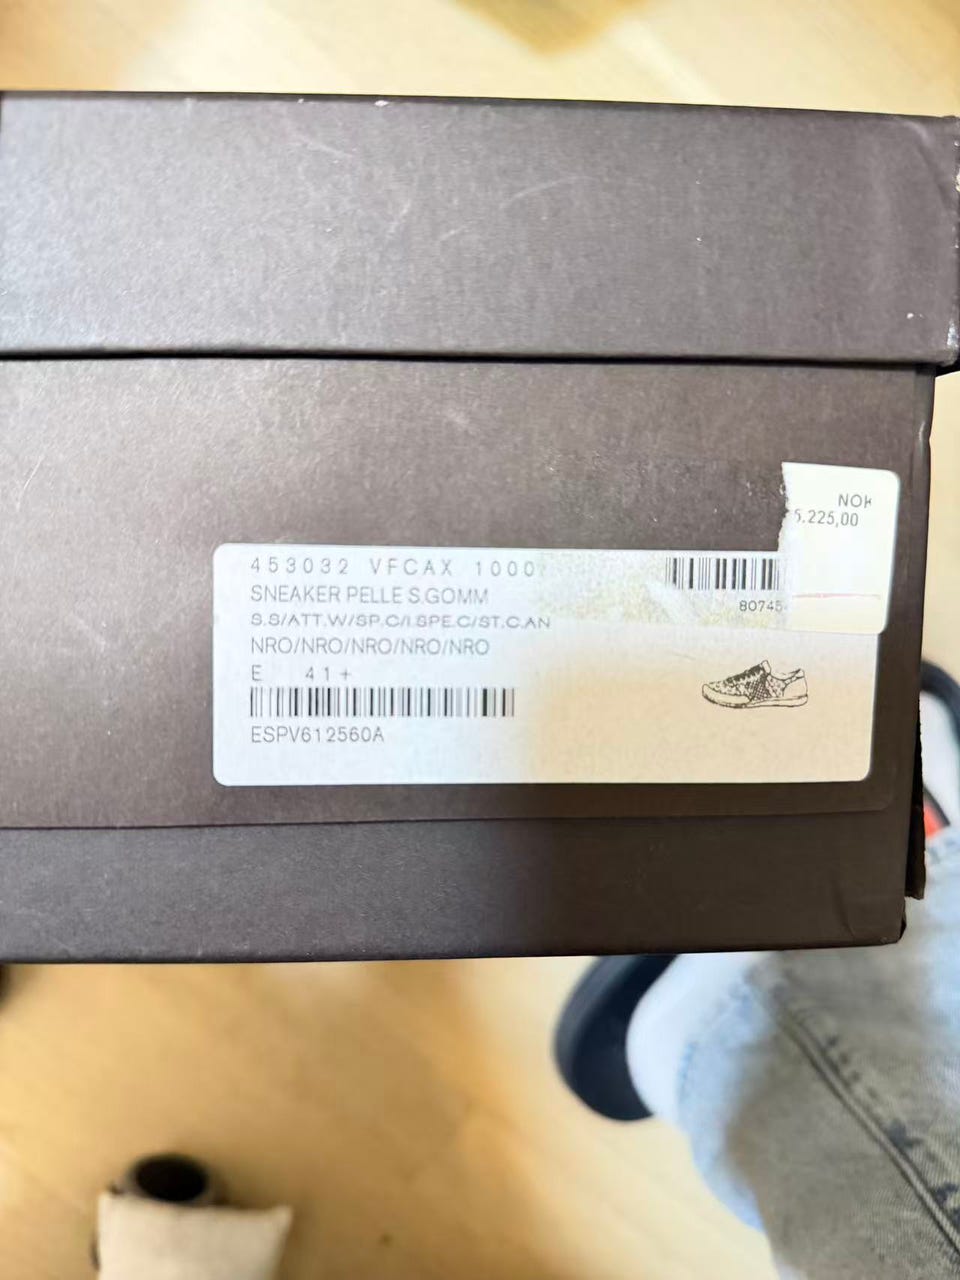 NOK
5.225,00
453032 VFCAX 1000
80745
SNEAKER PELLE S.GOMM
S.S/ATT.W/SP.C/I.SPE.C/ST.C.AN
NRO/NRO/NRO/NRO/NRO
E 41+
ESPV612560A